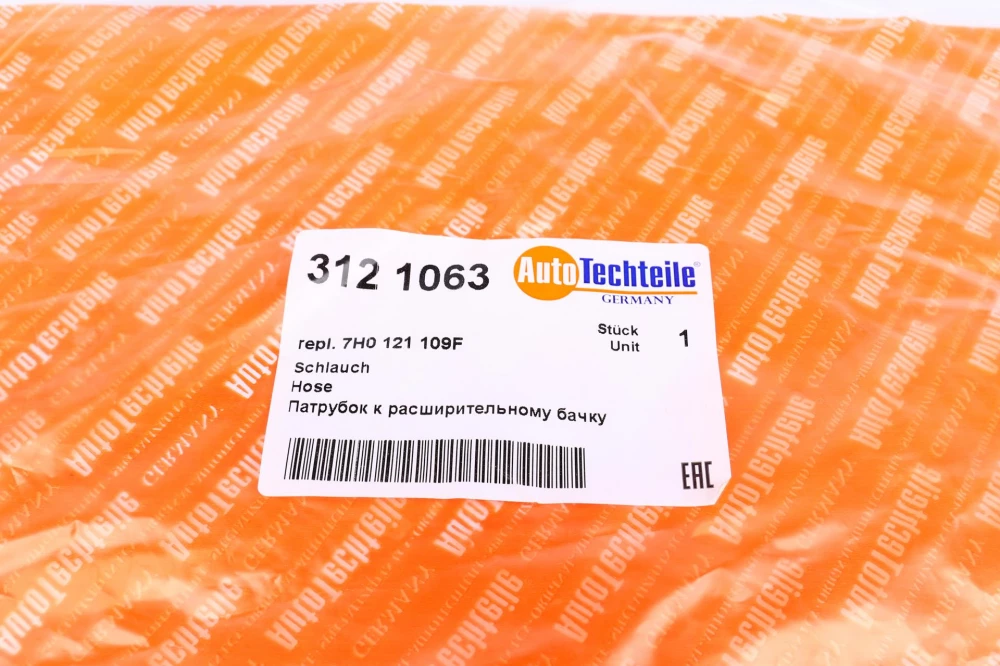 312 1063
AutoTechteile®
GERMANY
repl. 7H0 121 109F
Stück
Unit
1
Schlauch
Hose
Патрубок к расширительному бачку
EAC